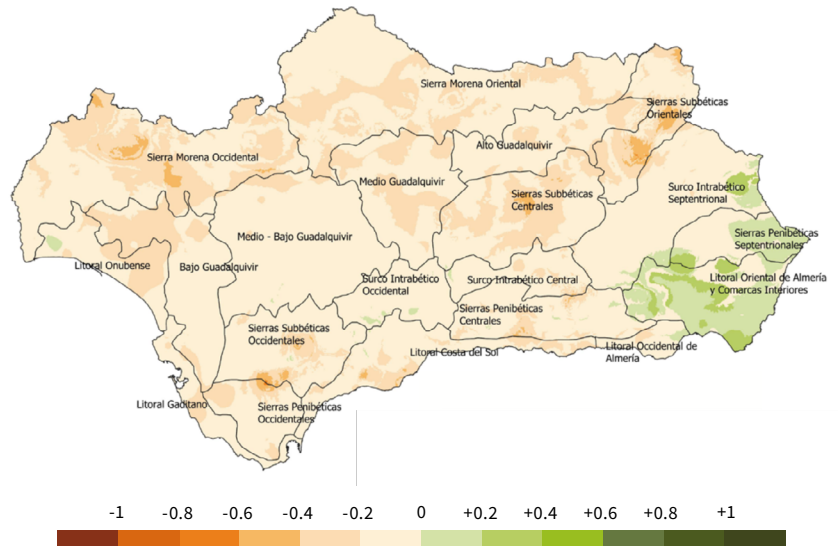 Sierra Morena Oriental
Sierras Subbéticas
Orientales
Alto Guadalquivir
Sierra Morena Occidental
Medio Guadalquivir
Surco Intrabético
Septentrional
Sierras Subbéticas
Centrales
Medio - Bajo Guadalquivir
Sierras Penibéticas
Septentrionales
Litoral Onubense
Bajo Guadalquivir
Surco Intrabético
Occidental
Surco Intrabético Central
Litoral Oriental de Almería
y Comarcas Interiores
Sierras Penibéticas
Centrales
Sierras Subbéticas
Occidentales
Litoral Costa del Sol
Litoral Occidental de
Almería
Litoral Gaditano
Sierras Penibéticas
Occidentales
-1 -0.8 -0.6 -0.4 -0.2 0 +0.2 +0.4 +0.6 +0.8 +1